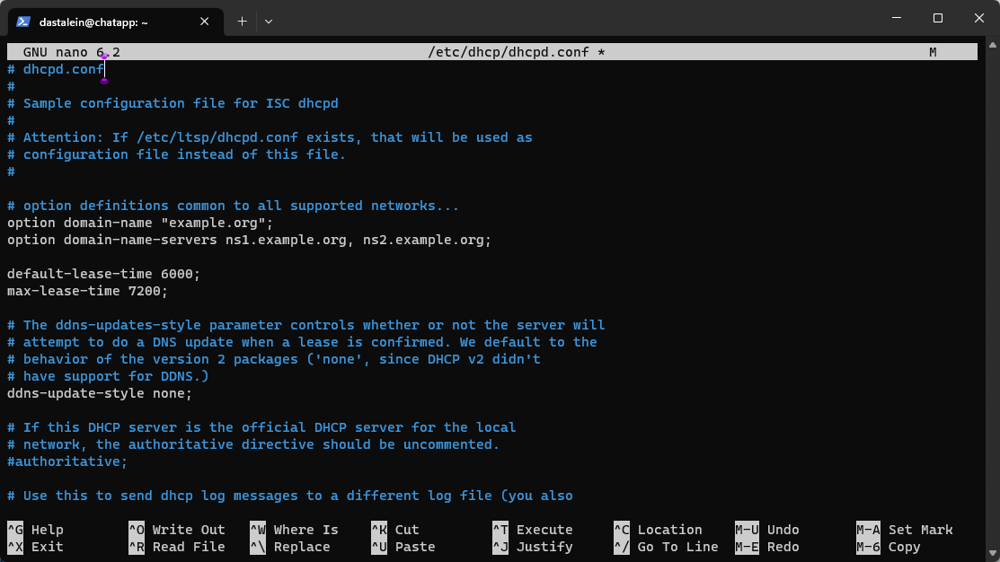 dastalein@chatapp: ~
GNU nano 6.2 /etc/dhcp/dhcpd.conf * M
# dhcpd.conf
#
# Sample configuration file for ISC dhcpd
#
# Attention: If /etc/ltsp/dhcpd.conf exists, that will be used as
# configuration file instead of this file.
#
# option definitions common to all supported networks...
option domain-name "example.org";
option domain-name-servers ns1.example.org, ns2.example.org;
default-lease-time 6000;
max-lease-time 7200;
# The ddns-updates-style parameter controls whether or not the server will
# attempt to do a DNS update when a lease is confirmed. We default to the
# behavior of the version 2 packages ('none', since DHCP v2 didn't
# have support for DDNS.)
ddns-update-style none;
# If this DHCP server is the official DHCP server for the local
# network, the authoritative directive should be uncommented.
#authoritative;
# Use this to send dhcp log messages to a different log file (you also
^G Help ^O Write Out ^W Where Is ^K Cut ^T Execute ^C Location M-U Undo M-A Set Mark
^X Exit ^R Read File ^\ Replace ^U Paste ^J Justify ^/ Go To Line M-E Redo M-6 Copy